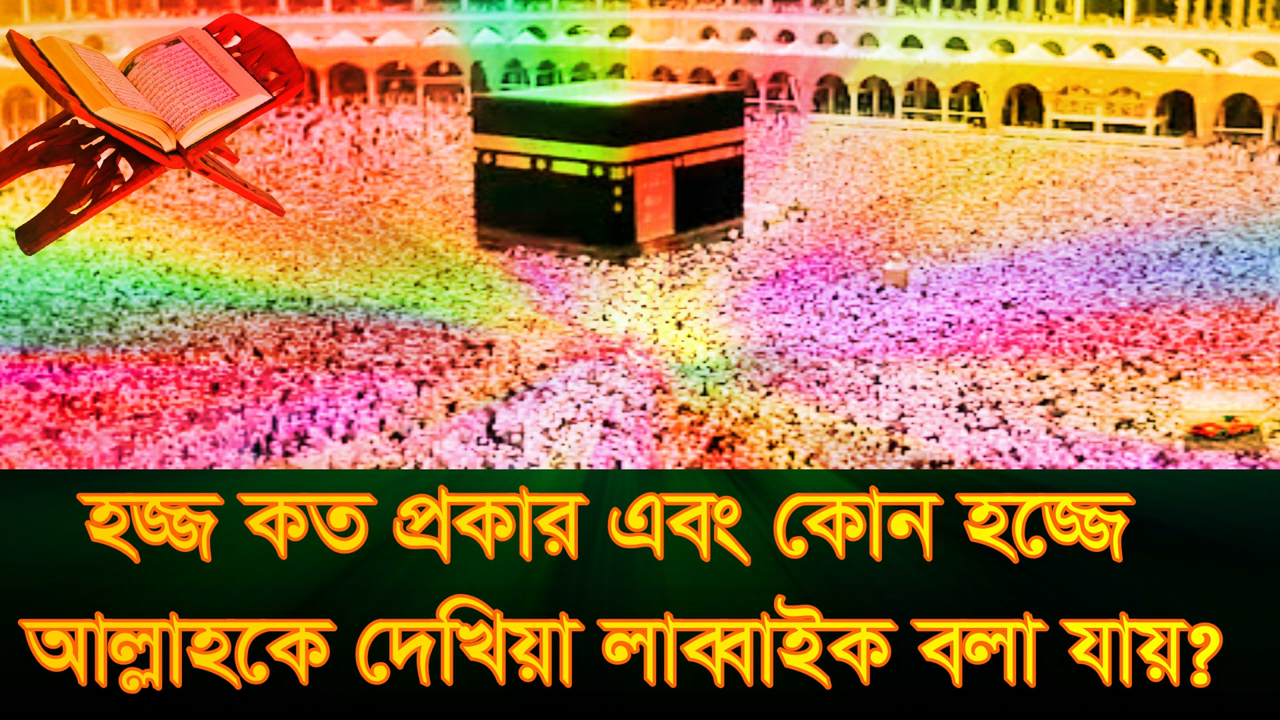 হজ্জ কত প্রকার এবং কোন হজ্জে
আল্লাহকে দেখিয়া লাব্বাইক বলা যায়?